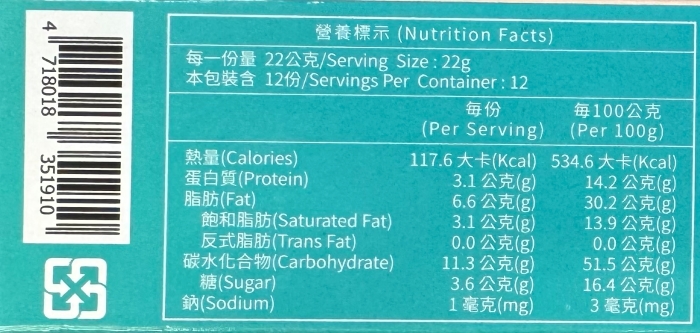 4 718018 351910
營養標示 (Nutrition Facts)
每一份量 22公克/Serving Size : 22g
本包裝含 12份/Servings Per Container : 12
每份 每100公克
(Per Serving) (Per 100g)
熱量(Calories) 117.6 大卡(Kcal) 534.6 大卡(Kcal)
蛋白質(Protein) 3.1 公克(g) 14.2 公克(g)
脂肪(Fat) 6.6 公克(g) 30.2 公克(g)
飽和脂肪(Saturated Fat) 3.1 公克(g) 13.9 公克(g)
反式脂肪(Trans Fat) 0.0 公克(g) 0.0 公克(g)
碳水化合物(Carbohydrate) 11.3 公克(g) 51.5 公克(g)
糖(Sugar) 3.6 公克(g) 16.4 公克(g)
鈉(Sodium) 1 毫克(mg) 3 毫克(mg)